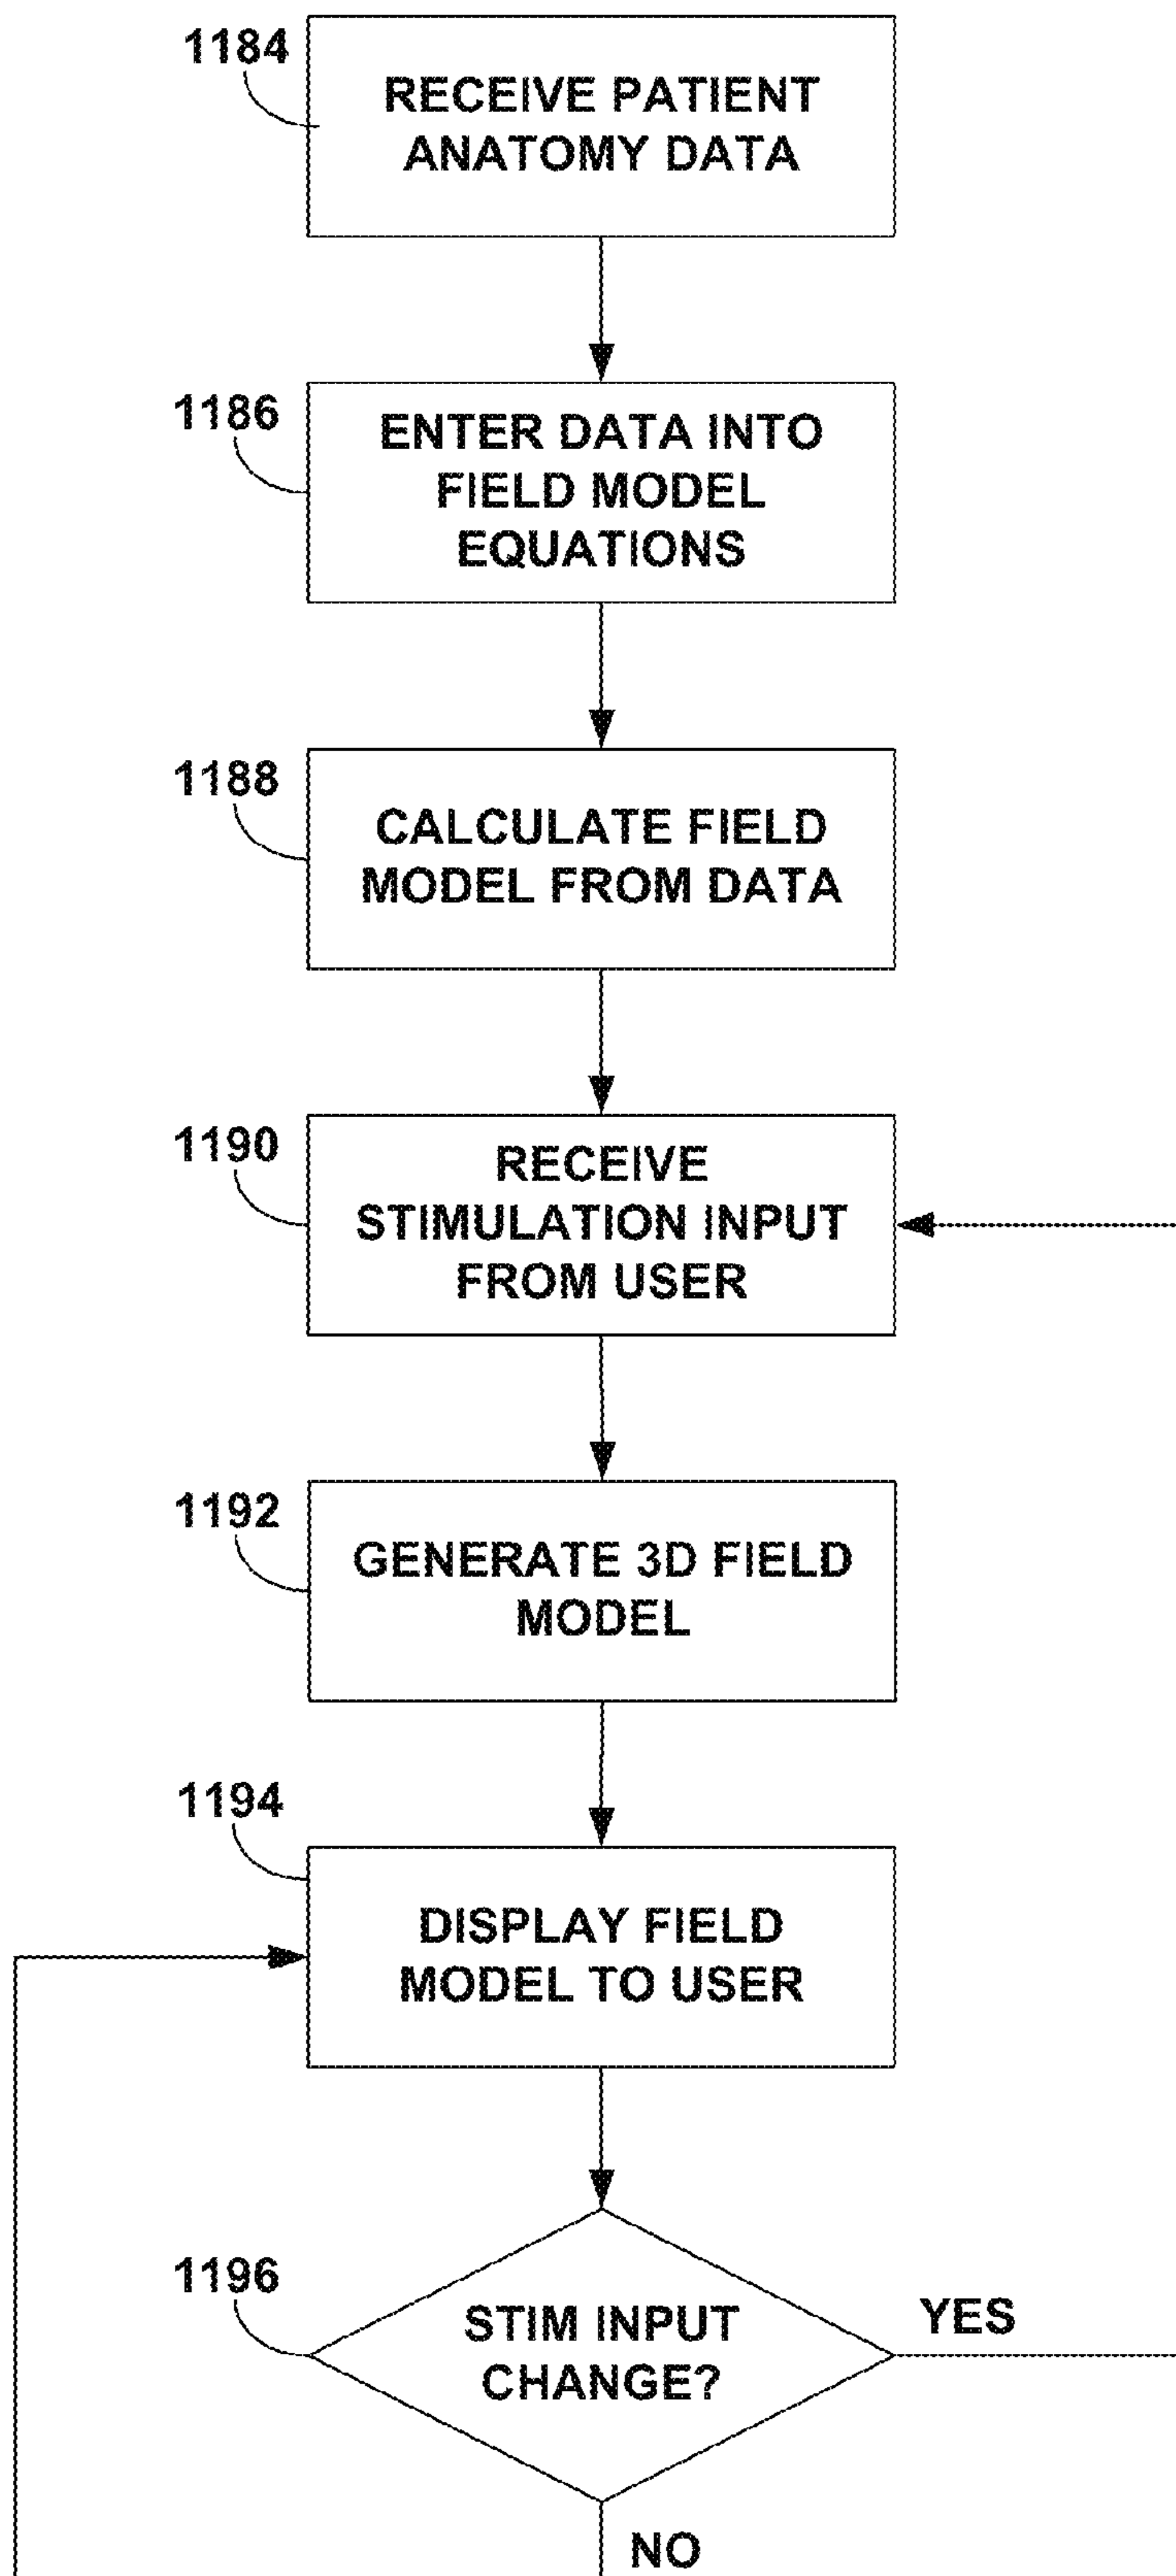 1184
RECEIVE PATIENT
ANATOMY DATA
1186
ENTER DATA INTO
FIELD MODEL
EQUATIONS
1188
CALCULATE FIELD
MODEL FROM DATA
1190
RECEIVE
STIMULATION INPUT
FROM USER
1192
GENERATE 3D FIELD
MODEL
1194
DISPLAY FIELD
MODEL TO USER
1196
STIM INPUT
CHANGE?
YES
NO